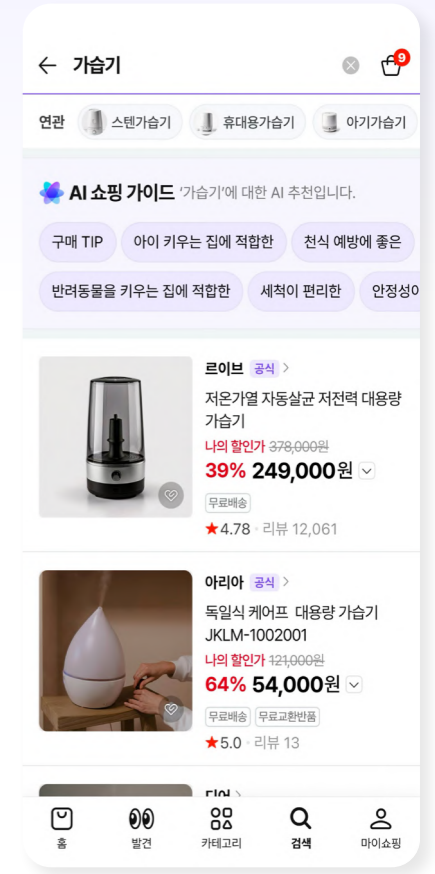 가습기
9
연관
스텐가습기
휴대용가습기
아기가습기
AI 쇼핑 가이드 '가습기'에 대한 AI 추천입니다.
구매 TIP
아이 키우는 집에 적합한
천식 예방에 좋은
반려동물을 키우는 집에 적합한
세척이 편리한
안정성이
르이브 공식
저온가열 자동살균 저전력 대용량
가습기
나의 할인가 378,000원
39% 249,000원
무료배송
★4.78 · 리뷰 12,061
아리아 공식
독일식 케어프 대용량 가습기
JKLM-1002001
나의 할인가 121,000원
64% 54,000원
무료배송 무료교환반품
★5.0 · 리뷰 13
홈
발견
카테고리
검색
마이쇼핑